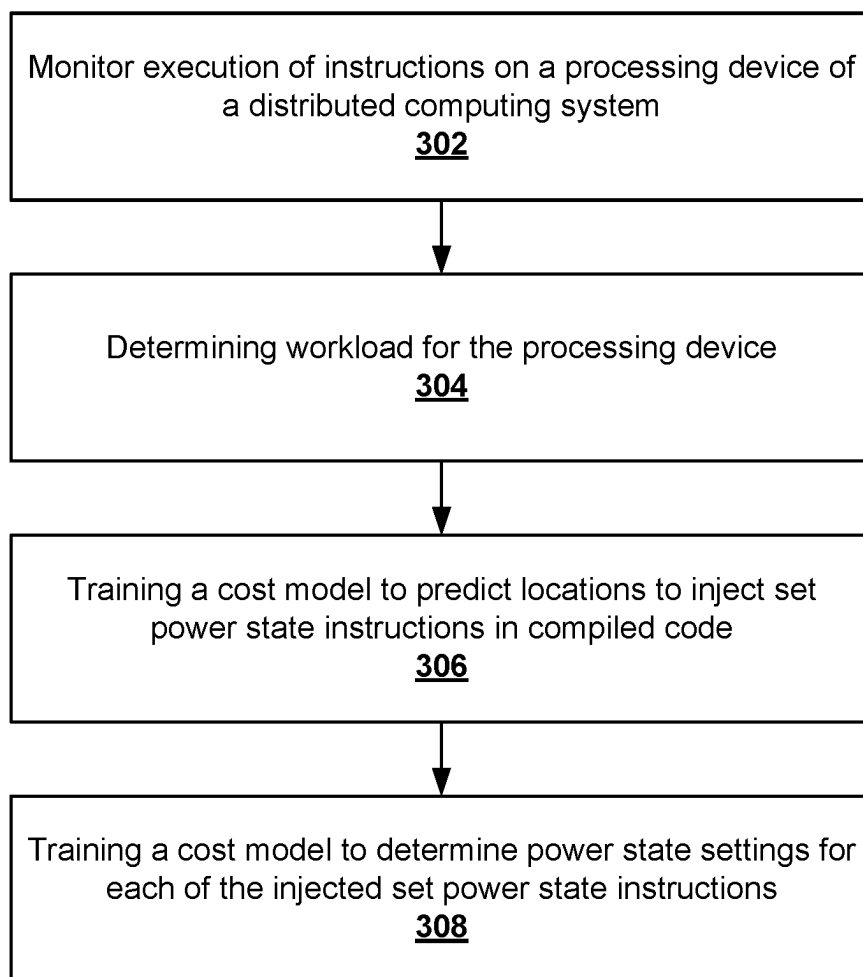 Monitor execution of instructions on a processing device of
a distributed computing system
302
Determining workload for the processing device
304
Training a cost model to predict locations to inject set
power state instructions in compiled code
306
Training a cost model to determine power state settings for
each of the injected set power state instructions
308